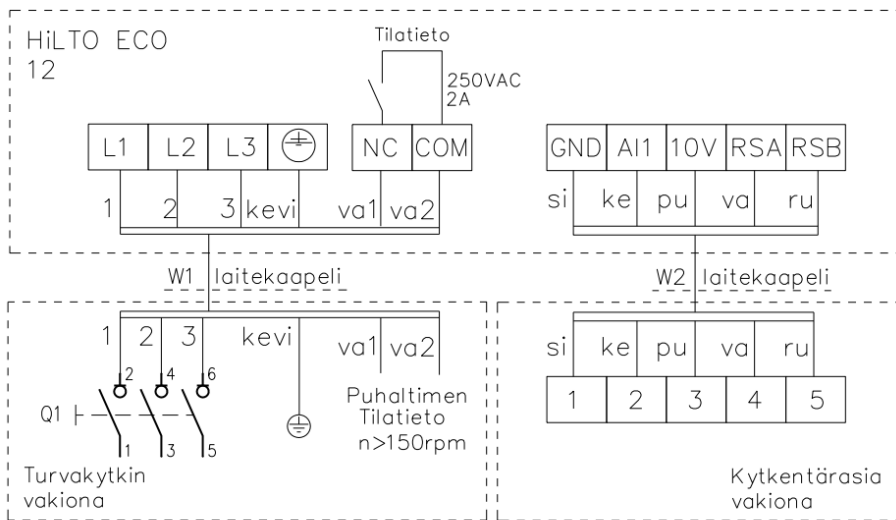 HiLTO ECO
12
Tilatieto
250VAC
2A
L1 L2 L3 NC COM GND AI1 10V RSA RSB
1 2 3 kevi va1 va2 si ke pu va ru
W1 laitekaapeli W2 laitekaapeli
1 2 3 kevi va1 va2 si ke pu va ru
2 4 6
Q1
1 3 5
Puhaltimen
Tilatieto
n>150rpm
1 2 3 4 5
Turvakytkin
vakiona
Kytkentärasia
vakiona